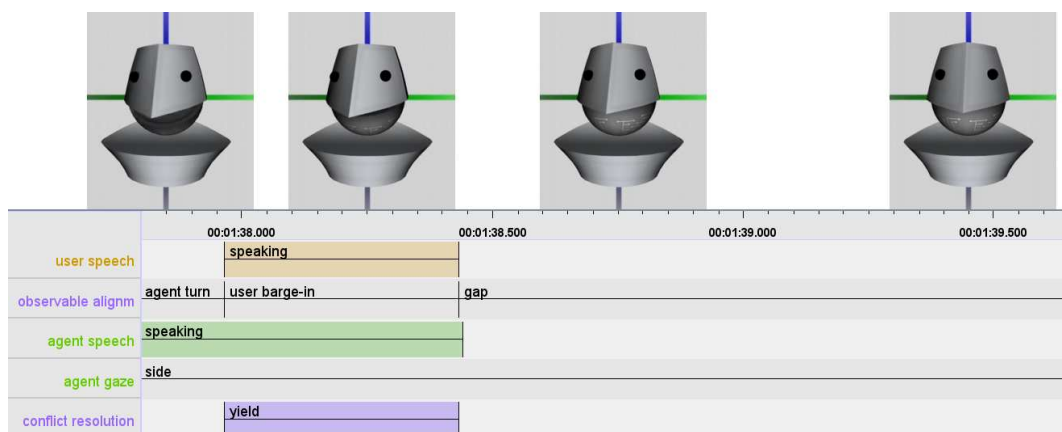 00:01:38.000 00:01:38.500 00:01:39.000 00:01:39.500
user speech speaking
observable alignm agent turn user barge-in gap
agent speech speaking
agent gaze side
conflict resolution yield